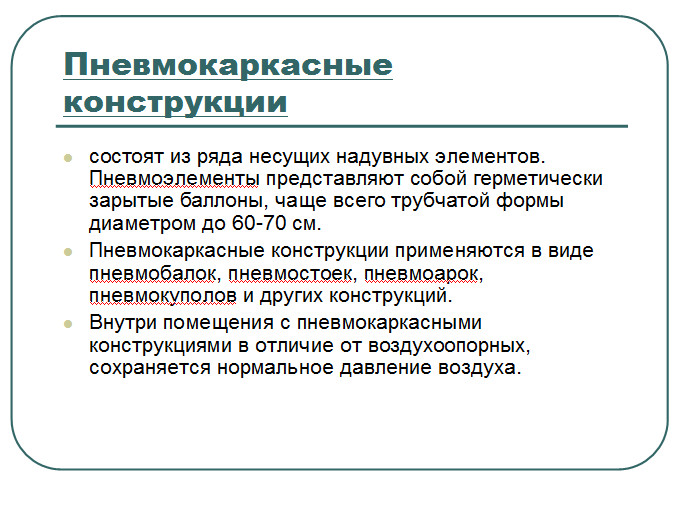 Пневмокаркасные
конструкции
состоят из ряда несущих надувных элементов.
Пневмоэлементы представляют собой герметически
зарытые баллоны, чаще всего трубчатой формы
диаметром до 60-70 см.
Пневмокаркасные конструкции применяются в виде
пневмобалок, пневмостоек, пневмоарок,
пневмокуполов и других конструкций.
Внутри помещения с пневмокаркасными
конструкциями в отличие от воздухоопорных,
сохраняется нормальное давление воздуха.